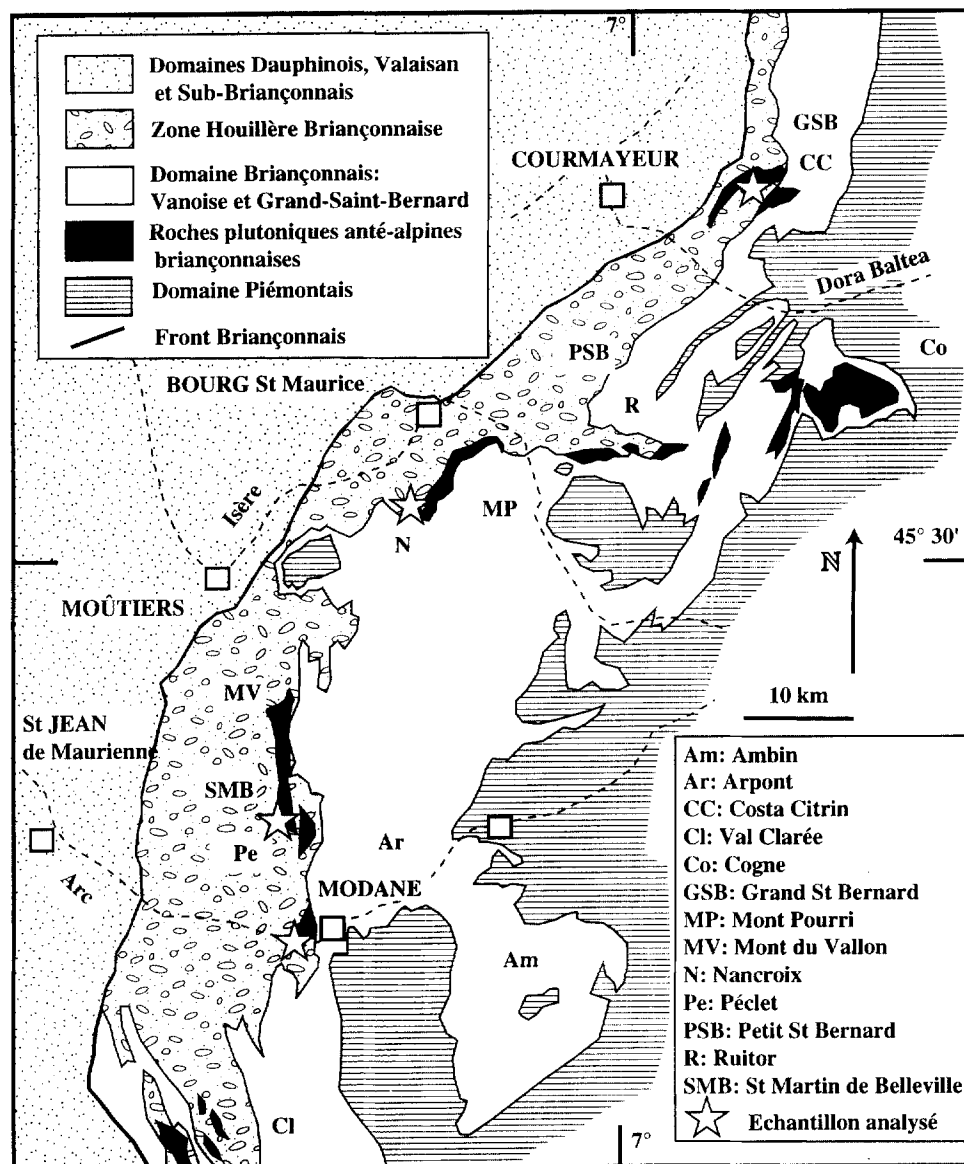 7°
Domaines Dauphinois, Valaisan
et Sub-Briançonnais
Zone Houillère Briançonnaise
Domaine Briançonnais:
Vanoise et Grand-Saint-Bernard
Roches plutoniques anté-alpines
briançonnaises
Domaine Piémontais
Front Briançonnais
GSB
COURMAYEUR
CC
Dora Baltea
PSB
Co
BOURG St Maurice
R
Isère
MP
N
45° 30'
N
MOÛTIERS
MV
10 km
St JEAN
de Maurienne
SMB
Pe
Ar
Arc
MODANE
Am
Cl
7°
Am: Ambin
Ar: Arpont
CC: Costa Citrin
Cl: Val Clarée
Co: Cogne
GSB: Grand St Bernard
MP: Mont Pourri
MV: Mont du Vallon
N: Nancroix
Pe: Péclet
PSB: Petit St Bernard
R: Ruitor
SMB: St Martin de Belleville
Echantillon analysé